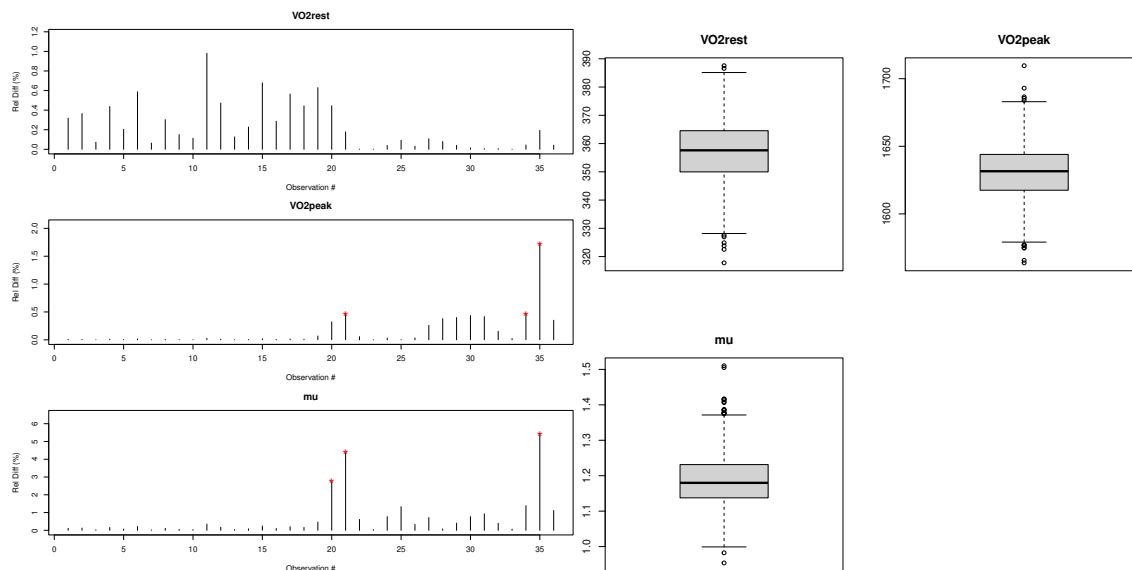 VO2rest
Rel Diff (%)
0.0 0.2 0.4 0.6 0.8 1.0 1.2
0 5 10 15 20 25 30 35
Observation #
VO2peak
Rel Diff (%)
0.0 0.5 1.0 1.5 2.0
0 5 10 15 20 25 30 35
Observation #
mu
Rel Diff (%)
0 1 2 3 4 5 6
0 5 10 15 20 25 30 35
Observation #
VO2rest
320 330 340 350 360 370 380 390
VO2peak
1600 1650 1700
mu
1.0 1.1 1.2 1.3 1.4 1.5